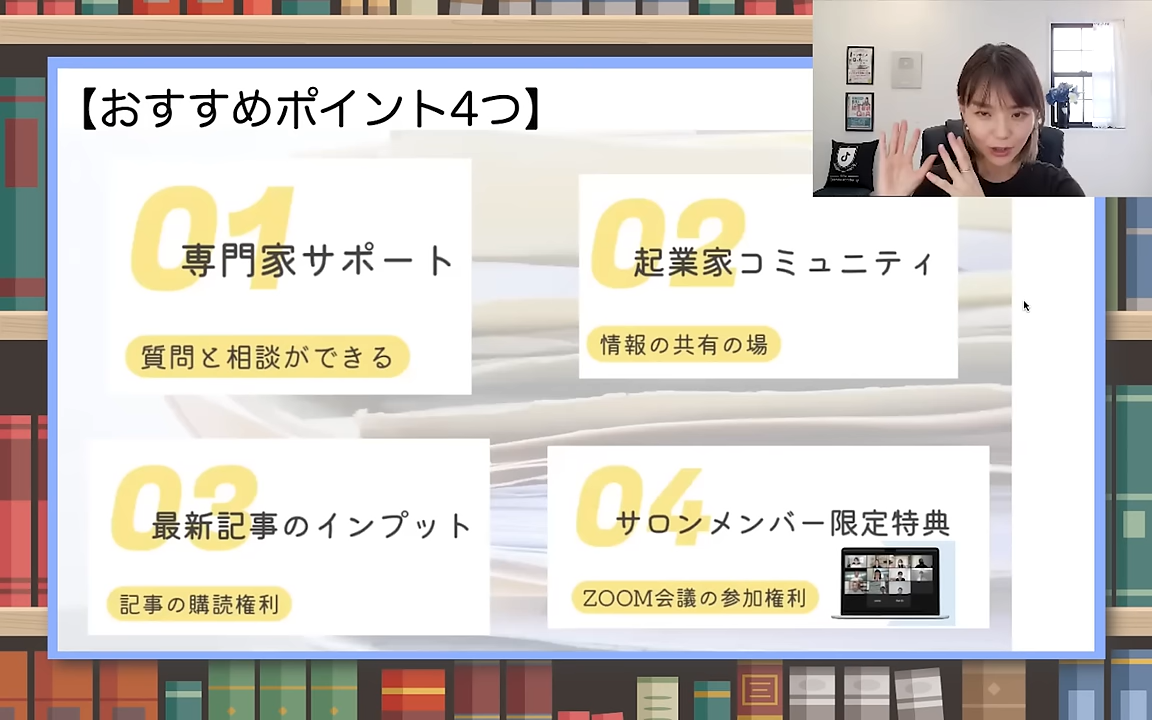 【おすすめポイント4つ】
01
専門家サポート
質問と相談ができる
02
起業家コミュニティ
情報の共有の場
03
最新記事のインプット
記事の購読権利
04
サロンメンバー限定特典
ZOOM会議の参加権利